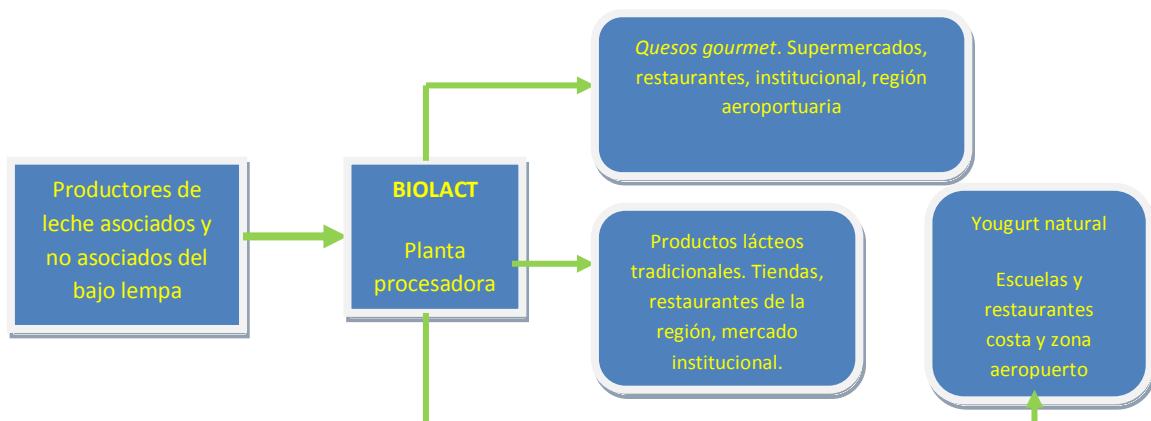 Productores de
leche asociados y
no asociados del
bajo lempa
BIOLACT
Planta
procesadora
Quesos gourmet. Supermercados,
restaurantes, institucional, región
aeroportuaria
Productos lácteos
tradicionales. Tiendas,
restaurantes de la
región, mercado
institucional.
Yougurt natural
Escuelas y
restaurantes
costa y zona
aeropuerto